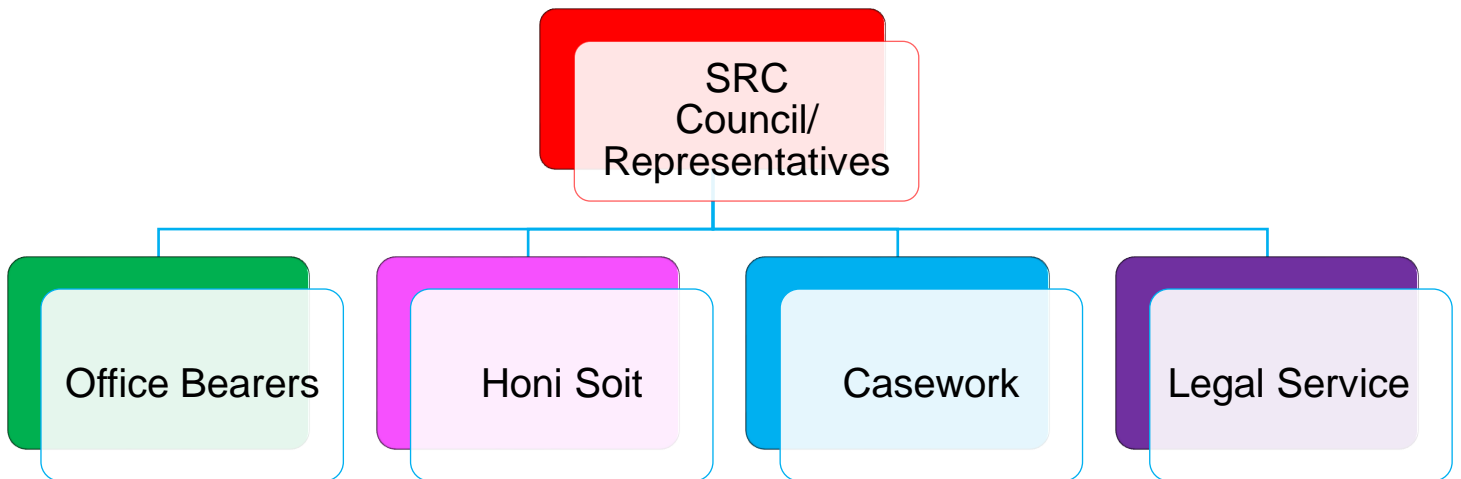 SRC
Council/
Representatives
Office Bearers
Honi Soit
Casework
Legal Service